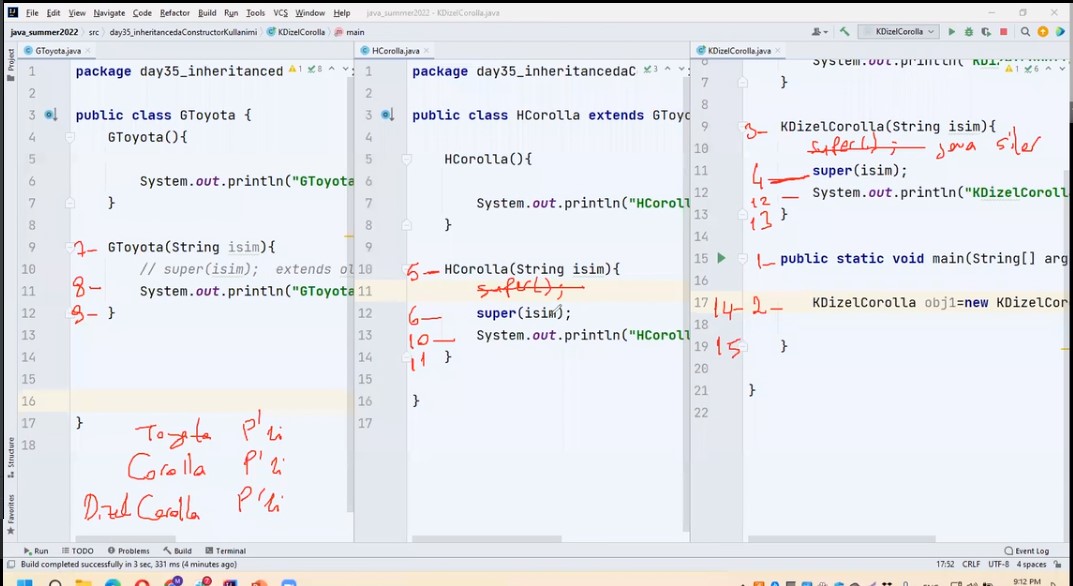 File Edit View Navigate Code Refactor Build Run Tools VCS Window Help java_summer2022 - KDizelCorolla.java
java_summer2022 › src › day35_inheritancedaConstructorKullanimi › KDizelCorolla › main KDizelCorolla
Project
GToyota.java
1 package day35_inheritanced 1 8
2
3 public class GToyota {
4 GToyota(){
5
6 System.out.println("GToyota
7 }
8
9 7- GToyota(String isim){
10 // super(isim); extends ol
11 8- System.out.println("GToyota
12 9- }
13
14
15
16
17 }
18
Toyota P'li
Corolla P'li
Dizel Corolla P'li
HCorolla.java
1 package day35_inheritancedaC 3
2
3 public class HCorolla extends GToyo
4
5 HCorolla(){
6
7 System.out.println("HCoroll
8 }
9
10 5- HCorolla(String isim){
11 super();
12 6- super(isim);
13 10- System.out.println("HCoroll
14 11 }
15
16 }
17
KDizelCorolla.java
6 System.out.println("KDiz 1 6
7 }
8
9 3- KDizelCorolla(String isim){
10 super(); java siler
11 4- super(isim);
12 12- System.out.println("KDizelCoroll
13 13 }
14
15 1- public static void main(String[] arg
17 14- 2- KDizelCorolla obj1=new KDizelCor
18
19 15 }
20
21 }
22
Structure
Favorites
Run TODO Problems Build Terminal Event Log
Build completed successfully in 3 sec, 331 ms (4 minutes ago) 17:52 CRLF UTF-8 4 spaces
9:12 PM